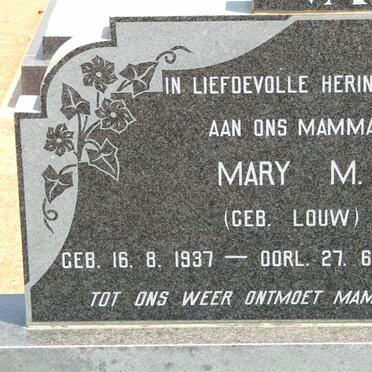 IN LIEFDEVOLLE HERIN
AAN ONS MAMMA
MARY M.
(GEB. LOUW)
GEB. 16. 8. 1937 — OORL. 27. 6
TOT ONS WEER ONTMOET MAM